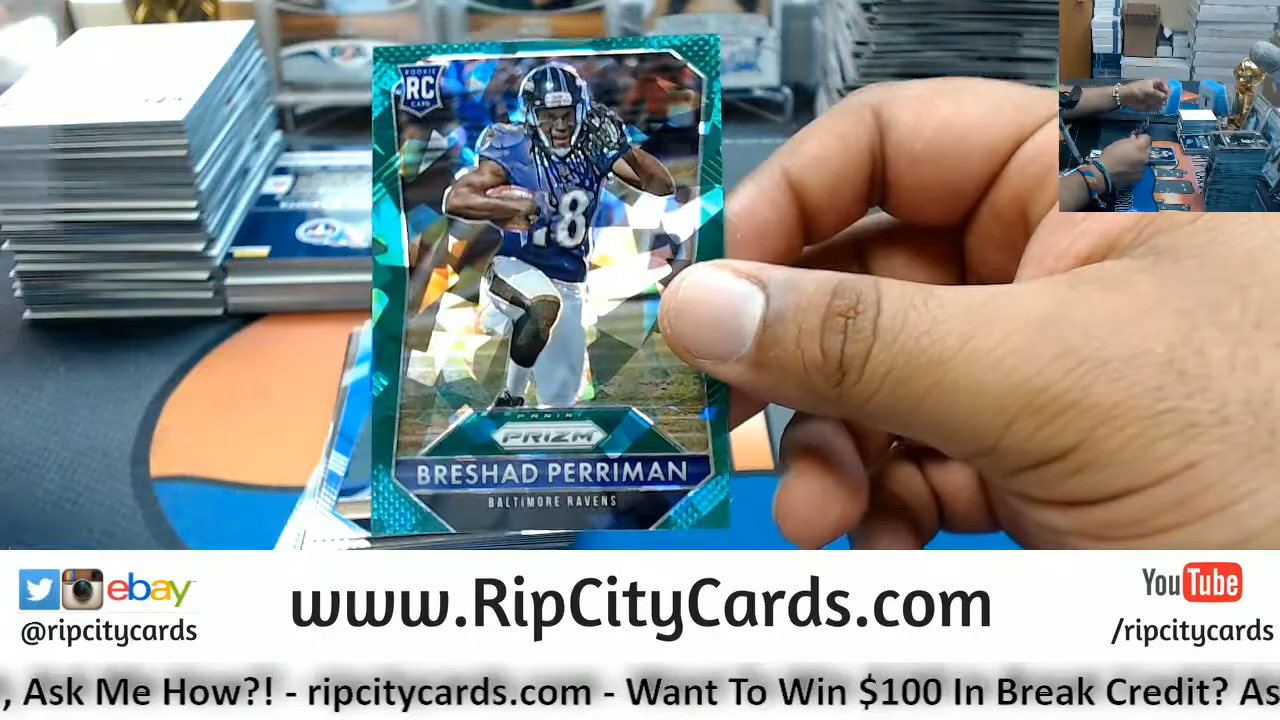 ROOKIE
RC
CARD
18
PANINI
PRIZM
BRESHAD PERRIMAN
BALTIMORE RAVENS
ebay
@ripcitycards
www.RipCityCards.com
YouTube
/ripcitycards
, Ask Me How?! - ripcitycards.com - Want To Win $100 In Break Credit? As